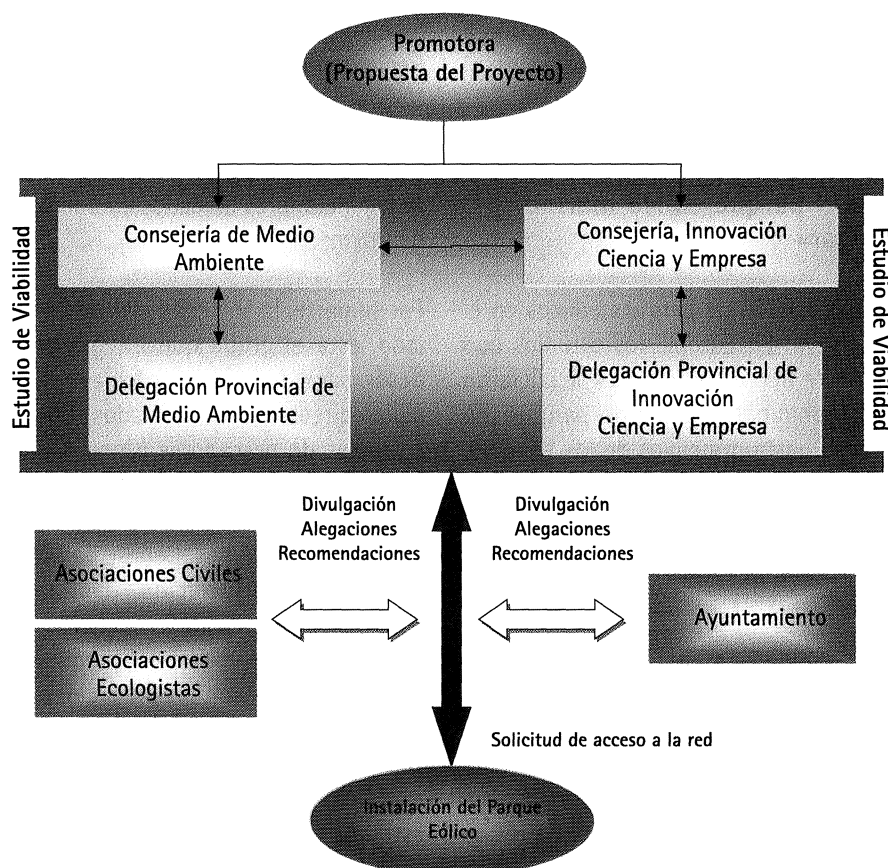 Promotora
(Propuesta del Proyecto)
Estudio de Viabilidad
Consejería de Medio
Ambiente
Consejería, Innovación
Ciencia y Empresa
Estudio de Viabilidad
Delegación Provincial de
Medio Ambiente
Delegación Provincial de
Innovación
Ciencia y Empresa
Divulgación
Alegaciones
Recomendaciones
Divulgación
Alegaciones
Recomendaciones
Asociaciones Civiles
Asociaciones
Ecologistas
Ayuntamiento
Solicitud de acceso a la red
Instalación del Parque
Eólico